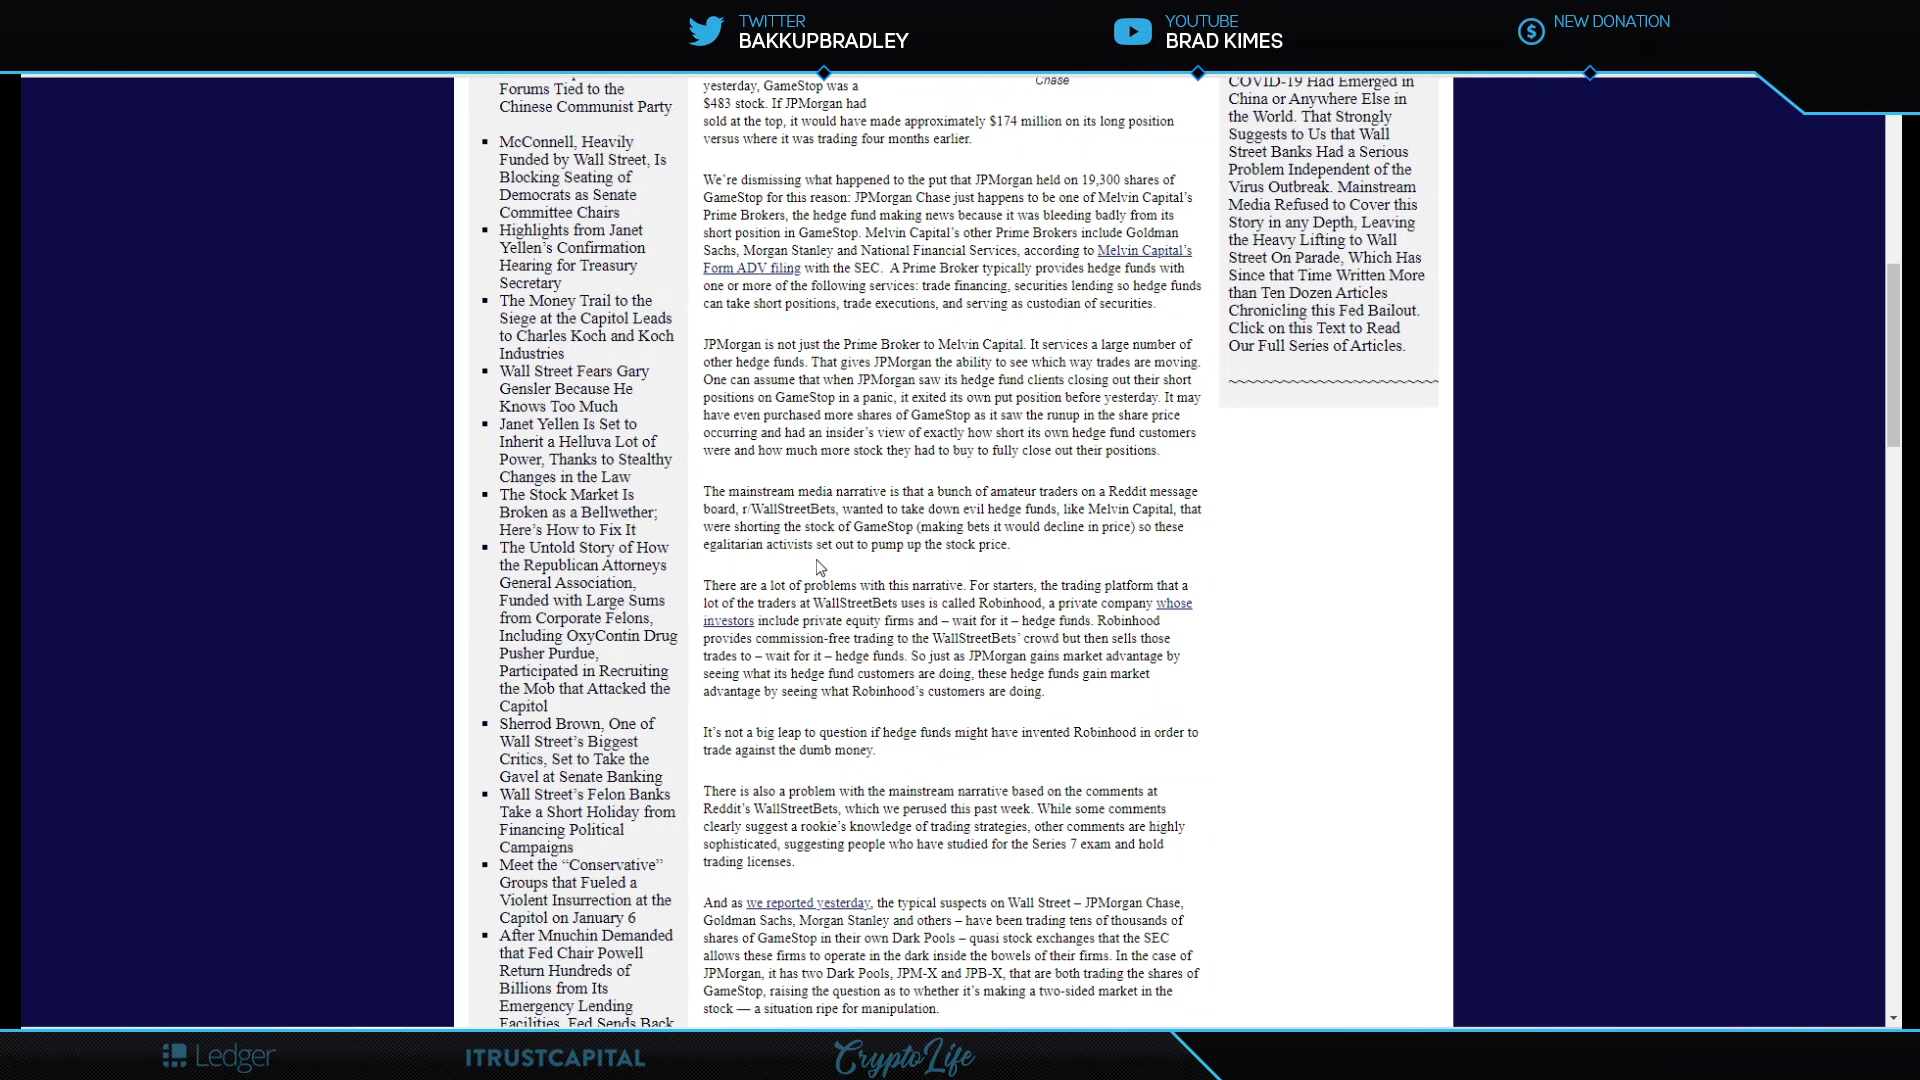 TWITTER
BAKKUPBRADLEY
YOUTUBE
BRAD KIMES
NEW DONATION
Forums Tied to the
Chinese Communist Party
McConnell, Heavily
Funded by Wall Street, Is
Blocking Seating of
Democrats as Senate
Committee Chairs
Highlights from Janet
Yellen’s Confirmation
Hearing for Treasury
Secretary
The Money Trail to the
Siege at the Capitol Leads
to Charles Koch and Koch
Industries
Wall Street Fears Gary
Gensler Because He
Knows Too Much
Janet Yellen Is Set to
Inherit a Helluva Lot of
Power, Thanks to Stealthy
Changes in the Law
The Stock Market Is
Broken as a Bellwether;
Here’s How to Fix It
The Untold Story of How
the Republican Attorneys
General Association,
Funded with Large Sums
from Corporate Felons,
Including OxyContin Drug
Pusher Purdue,
Participated in Recruiting
the Mob that Attacked the
Capitol
Sherrod Brown, One of
Wall Street’s Biggest
Critics, Set to Take the
Gavel at Senate Banking
Wall Street’s Felon Banks
Take a Short Holiday from
Financing Political
Campaigns
Meet the “Conservative”
Groups that Fueled a
Violent Insurrection at the
Capitol on January 6
After Mnuchin Demanded
that Fed Chair Powell
Return Hundreds of
Billions from Its
Emergency Lending
Facilities, Fed Sends Back
Chase
yesterday, GameStop was a
$483 stock. If JPMorgan had
sold at the top, it would have made approximately $174 million on its long position
versus where it was trading four months earlier.
We’re dismissing what happened to the put that JPMorgan held on 19,300 shares of
GameStop for this reason: JPMorgan Chase just happens to be one of Melvin Capital’s
Prime Brokers, the hedge fund making news because it was bleeding badly from its
short position in GameStop. Melvin Capital’s other Prime Brokers include Goldman
Sachs, Morgan Stanley and National Financial Services, according to Melvin Capital’s
Form ADV filing with the SEC. A Prime Broker typically provides hedge funds with
one or more of the following services: trade financing, securities lending so hedge funds
can take short positions, trade executions, and serving as custodian of securities.
JPMorgan is not just the Prime Broker to Melvin Capital. It services a large number of
other hedge funds. That gives JPMorgan the ability to see which way trades are moving.
One can assume that when JPMorgan saw its hedge fund clients closing out their short
positions on GameStop in a panic, it exited its own put position before yesterday. It may
have even purchased more shares of GameStop as it saw the runup in the share price
occurring and had an insider’s view of exactly how short its own hedge fund customers
were and how much more stock they had to buy to fully close out their positions.
The mainstream media narrative is that a bunch of amateur traders on a Reddit message
board, r/WallStreetBets, wanted to take down evil hedge funds, like Melvin Capital, that
were shorting the stock of GameStop (making bets it would decline in price) so these
egalitarian activists set out to pump up the stock price.
There are a lot of problems with this narrative. For starters, the trading platform that a
lot of the traders at WallStreetBets uses is called Robinhood, a private company whose
investors include private equity firms and – wait for it – hedge funds. Robinhood
provides commission-free trading to the WallStreetBets’ crowd but then sells those
trades to – wait for it – hedge funds. So just as JPMorgan gains market advantage by
seeing what its hedge fund customers are doing, these hedge funds gain market
advantage by seeing what Robinhood’s customers are doing.
It’s not a big leap to question if hedge funds might have invented Robinhood in order to
trade against the dumb money.
There is also a problem with the mainstream narrative based on the comments at
Reddit’s WallStreetBets, which we perused this past week. While some comments
clearly suggest a rookie’s knowledge of trading strategies, other comments are highly
sophisticated, suggesting people who have studied for the Series 7 exam and hold
trading licenses.
And as we reported yesterday, the typical suspects on Wall Street – JPMorgan Chase,
Goldman Sachs, Morgan Stanley and others – have been trading tens of thousands of
shares of GameStop in their own Dark Pools – quasi stock exchanges that the SEC
allows these firms to operate in the dark inside the bowels of their firms. In the case of
JPMorgan, it has two Dark Pools, JPM-X and JPB-X, that are both trading the shares of
GameStop, raising the question as to whether it’s making a two-sided market in the
stock — a situation ripe for manipulation.
COVID-19 Had Emerged in
China or Anywhere Else in
the World. That Strongly
Suggests to Us that Wall
Street Banks Had a Serious
Problem Independent of the
Virus Outbreak. Mainstream
Media Refused to Cover this
Story in any Depth, Leaving
the Heavy Lifting to Wall
Street On Parade, Which Has
Since that Time Written More
than Ten Dozen Articles
Chronicling this Fed Bailout.
Click on this Text to Read
Our Full Series of Articles.
~~~~~~~~~~~~~~~~~~~~~~~~
Ledger
ITRUSTCAPITAL
CryptoLife